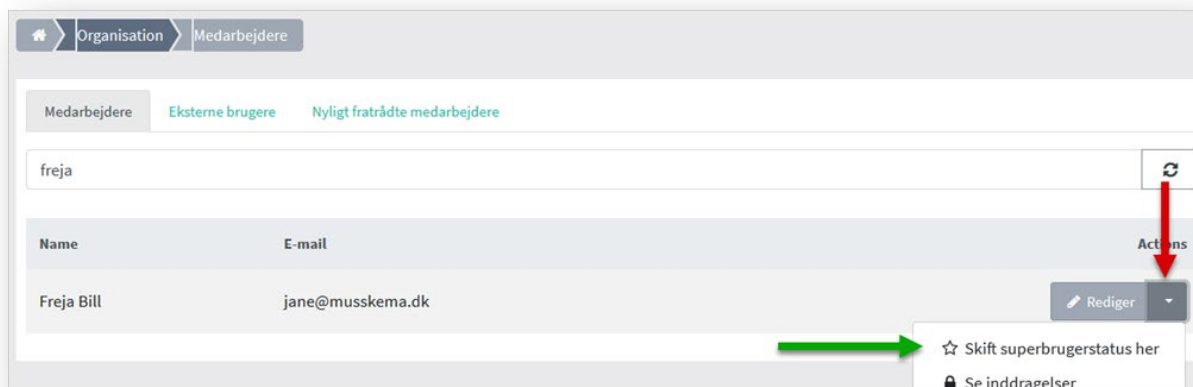 Organisation Medarbejdere
Medarbejdere Eksterne brugere Nyligt fratrådte medarbejdere
freja
Name E-mail Actions
Freja Bill jane@musskema.dk Rediger
Skift superbrugerstatus her
Se inddragelser